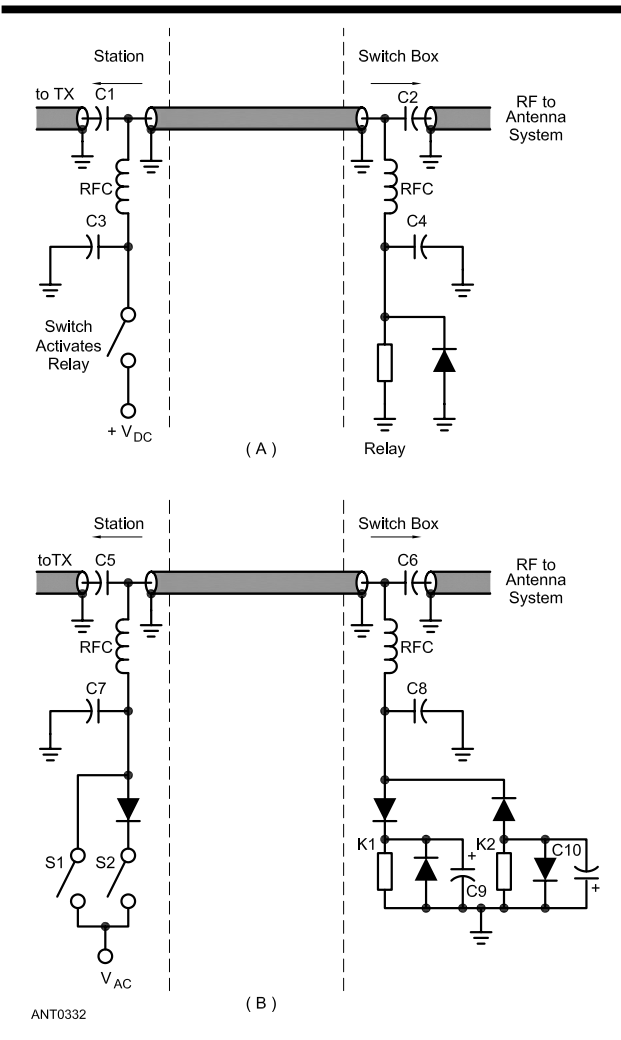 Station
Switch Box
to TX
C1
C2
RF to
Antenna
System
RFC
RFC
C3
C4
Switch
Activates
Relay
+ VDC
( A )
Relay
Station
Switch Box
toTX
C5
C6
RF to
Antenna
System
RFC
RFC
C7
C8
S1
S2
K1
+
C9
K2
C10
+
VAC
( B )
ANT0332